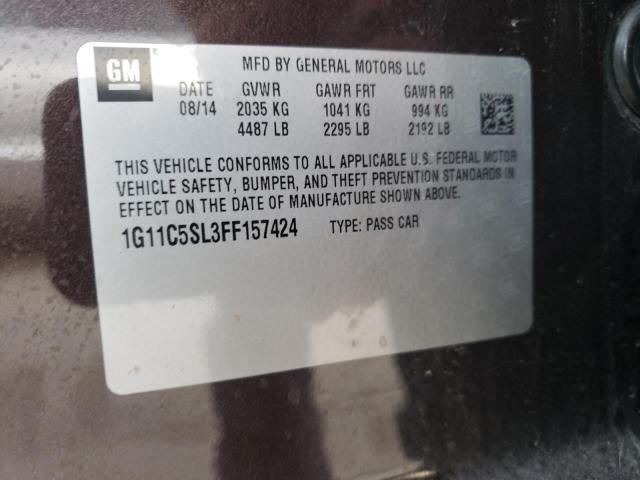 GM
MFD BY GENERAL MOTORS LLC
DATE GVWR GAWR FRT GAWR RR
08/14 2035 KG 1041 KG 994 KG
4487 LB 2295 LB 2192 LB
THIS VEHICLE CONFORMS TO ALL APPLICABLE U.S. FEDERAL MOTOR
VEHICLE SAFETY, BUMPER, AND THEFT PREVENTION STANDARDS IN
EFFECT ON THE DATE OF MANUFACTURE SHOWN ABOVE.
1G11C5SL3FF157424 TYPE: PASS CAR